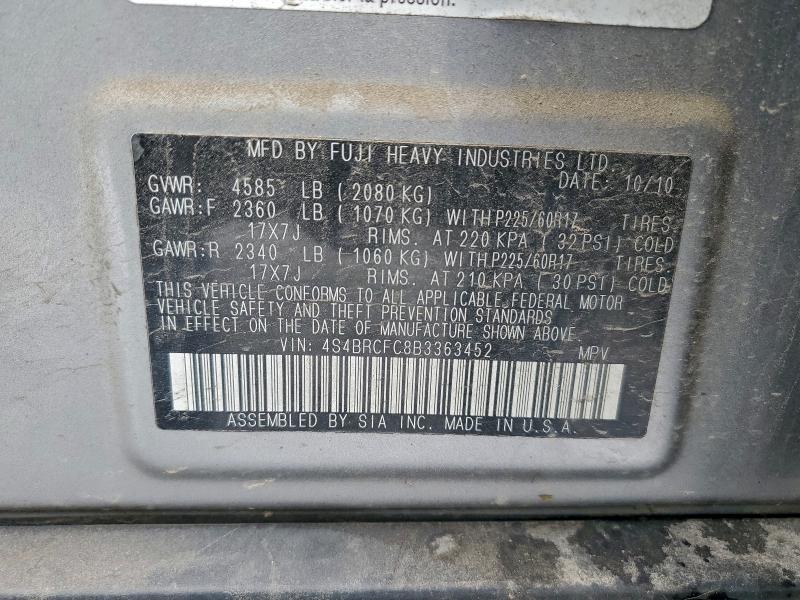 la pression.
MFD BY FUJI HEAVY INDUSTRIES LTD.
DATE: 10/10
GVWR: 4585 LB (2080 KG)
GAWR:F 2360 LB (1070 KG) WITH P225/60R17 TIRES.
17X7J RIMS. AT 220 KPA (32 PSI) COLD
GAWR:R 2340 LB (1060 KG) WITH P225/60R17 TIRES.
17X7J RIMS. AT 210 KPA (30 PSI) COLD.
THIS VEHICLE CONFORMS TO ALL APPLICABLE FEDERAL MOTOR
VEHICLE SAFETY AND THEFT PREVENTION STANDARDS
IN EFFECT ON THE DATE OF MANUFACTURE SHOWN ABOVE.
VIN: 4S4BRCFC8B3363452 MPV
ASSEMBLED BY SIA INC. MADE IN U.S.A.